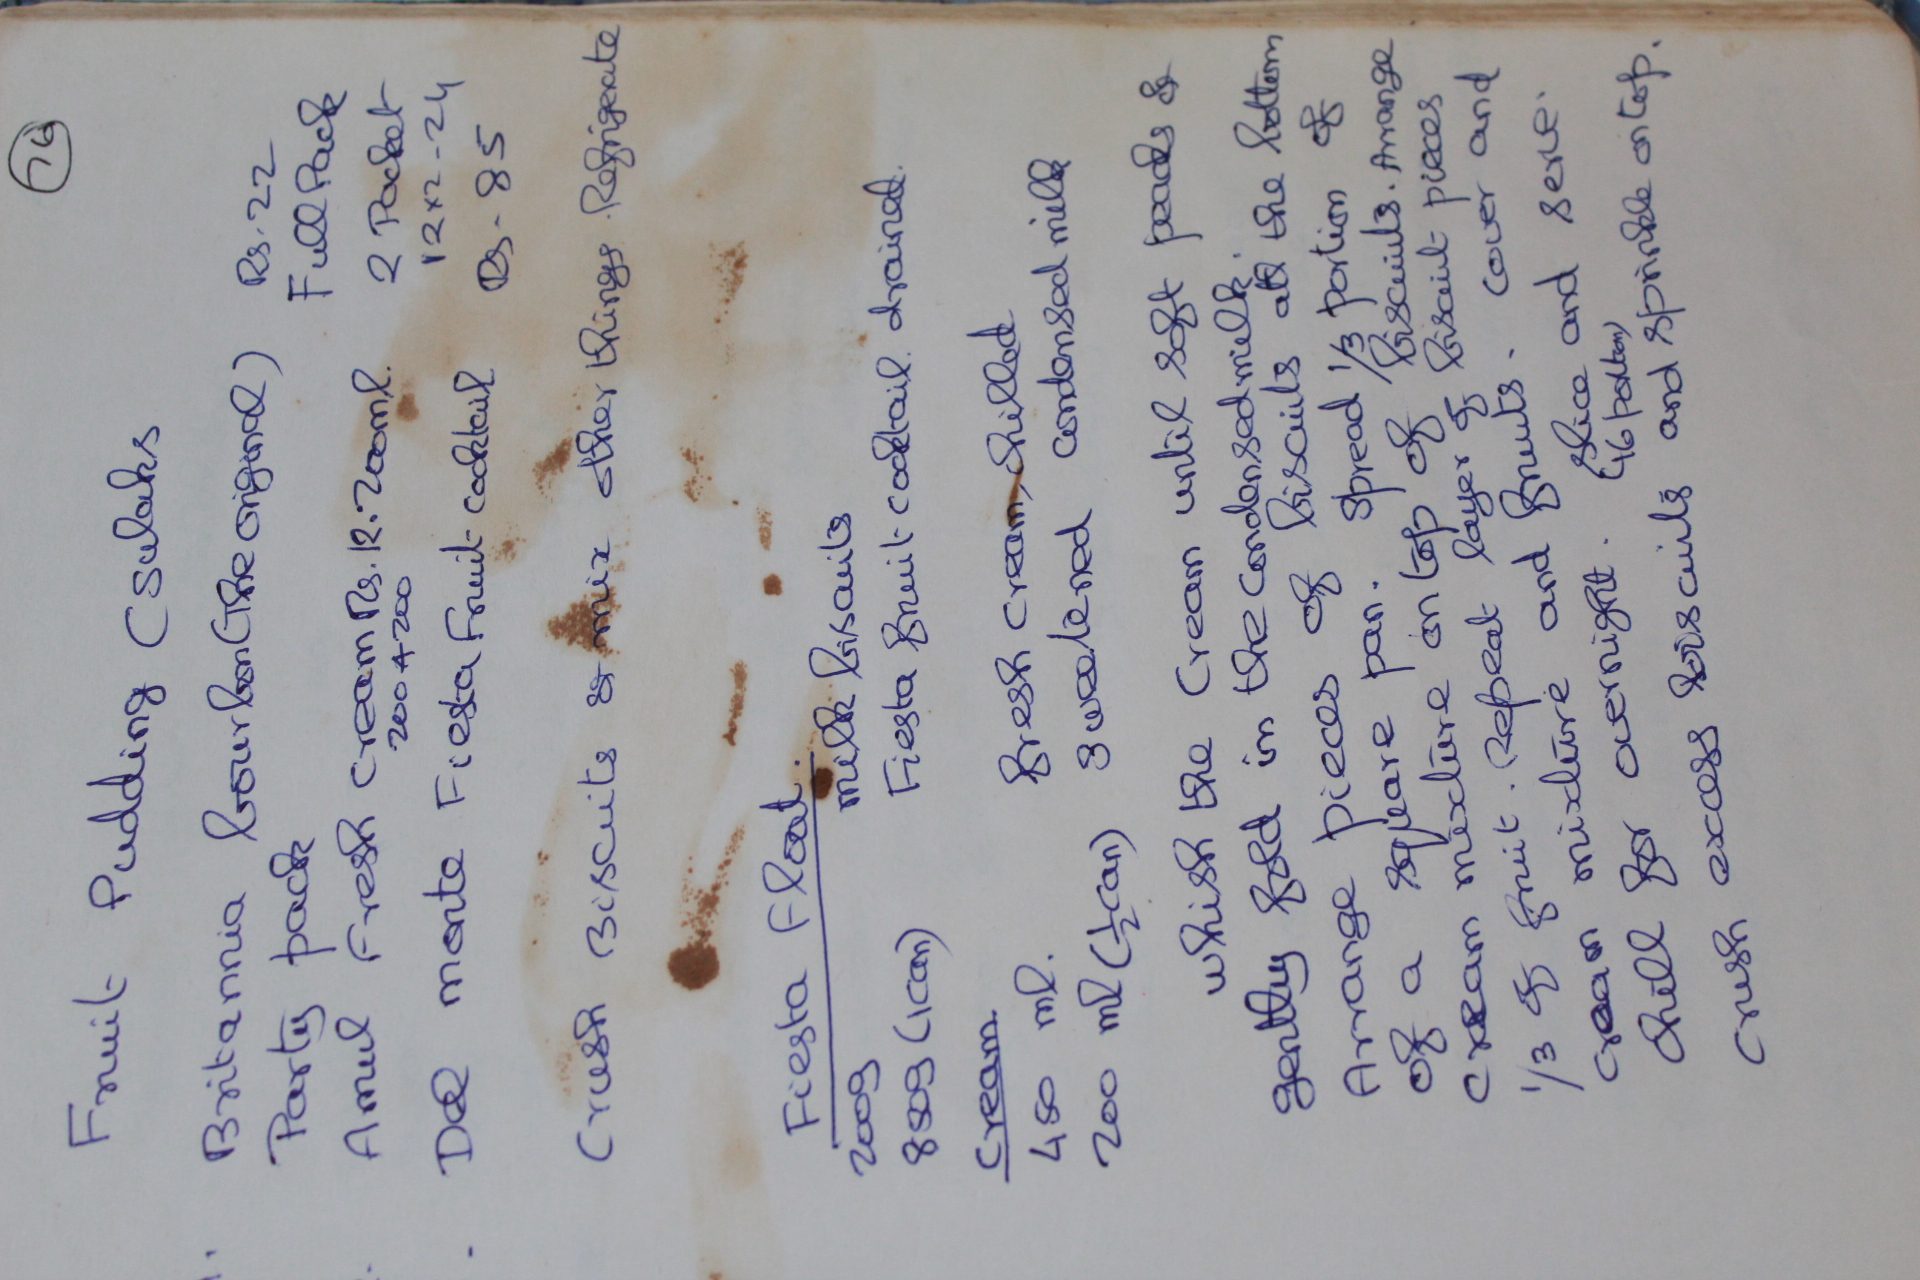 76
Fruit Pudding (Sulaks
Britannia bourbon (The original) Rs. 22
Party pack Full Pack
Amul Fresh Cream Rs. 12. 200ml. 2 Packet
200+200 12x2-24
Del monte Fiesta Fruit cocktail Rs - 85
Crush Biscuits & mix other things. Refrigerate
Fiesta Float.
200g milk biscuits
850g (1 can) Fiesta fruit cocktail drained.
Cream
450 ml. fresh cream, chilled
200 ml (½ can) sweetened condensed milk
Whish the Cream until soft peaks &
gently fold in the condensed milk.
Arrange pieces of biscuits at the bottom
of a square pan. Spread 1/3 portion of
cream mixture on top of biscuits. Arrange
1/3 of fruit. Repeat layer of biscuit pieces
cream mixture and fruits. cover and
chill for overnight. slice and serve.
(16 portion)
crush excess biscuits and sprinkle on top.